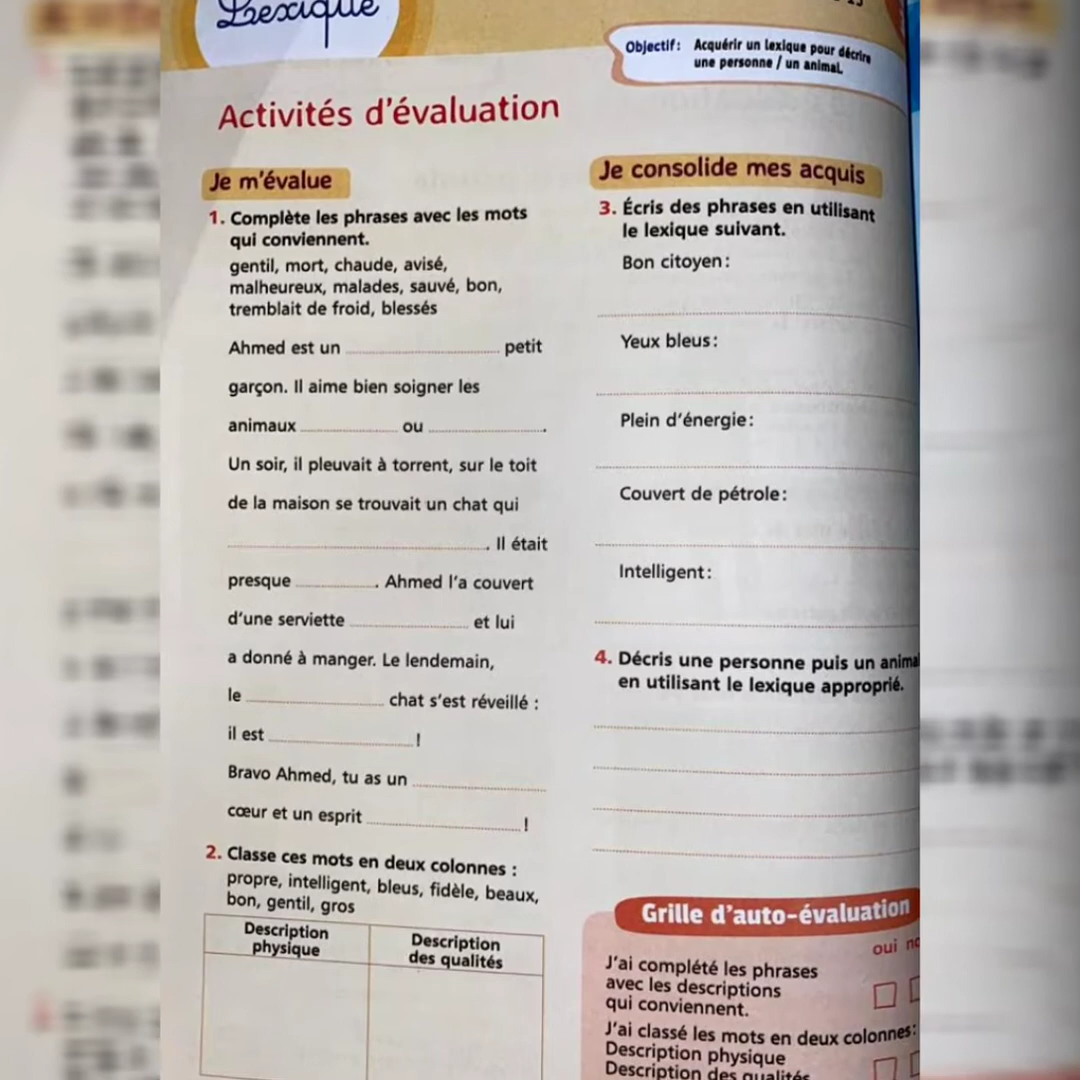 Lexique
Objectif : Acquérir un lexique pour décrire
une personne / un animal.
Activités d'évaluation
Je m'évalue
1. Complète les phrases avec les mots
qui conviennent.
gentil, mort, chaude, avisé,
malheureux, malades, sauvé, bon,
tremblait de froid, blessés
Ahmed est un petit
garçon. Il aime bien soigner les
animaux ou .
Un soir, il pleuvait à torrent, sur le toit
de la maison se trouvait un chat qui
. Il était
presque . Ahmed l'a couvert
d'une serviette et lui
a donné à manger. Le lendemain,
le chat s'est réveillé :
il est !
Bravo Ahmed, tu as un
cœur et un esprit !
2. Classe ces mots en deux colonnes :
propre, intelligent, bleus, fidèle, beaux,
bon, gentil, gros
Description
physique
Description
des qualités
Je consolide mes acquis
3. Écris des phrases en utilisant
le lexique suivant.
Bon citoyen :
Yeux bleus :
Plein d'énergie :
Couvert de pétrole :
Intelligent :
4. Décris une personne puis un animal
en utilisant le lexique approprié.
Grille d'auto-évaluation
oui
J'ai complété les phrases
avec les descriptions
qui conviennent.
J'ai classé les mots en deux colonnes :
Description physique
Description des qualités